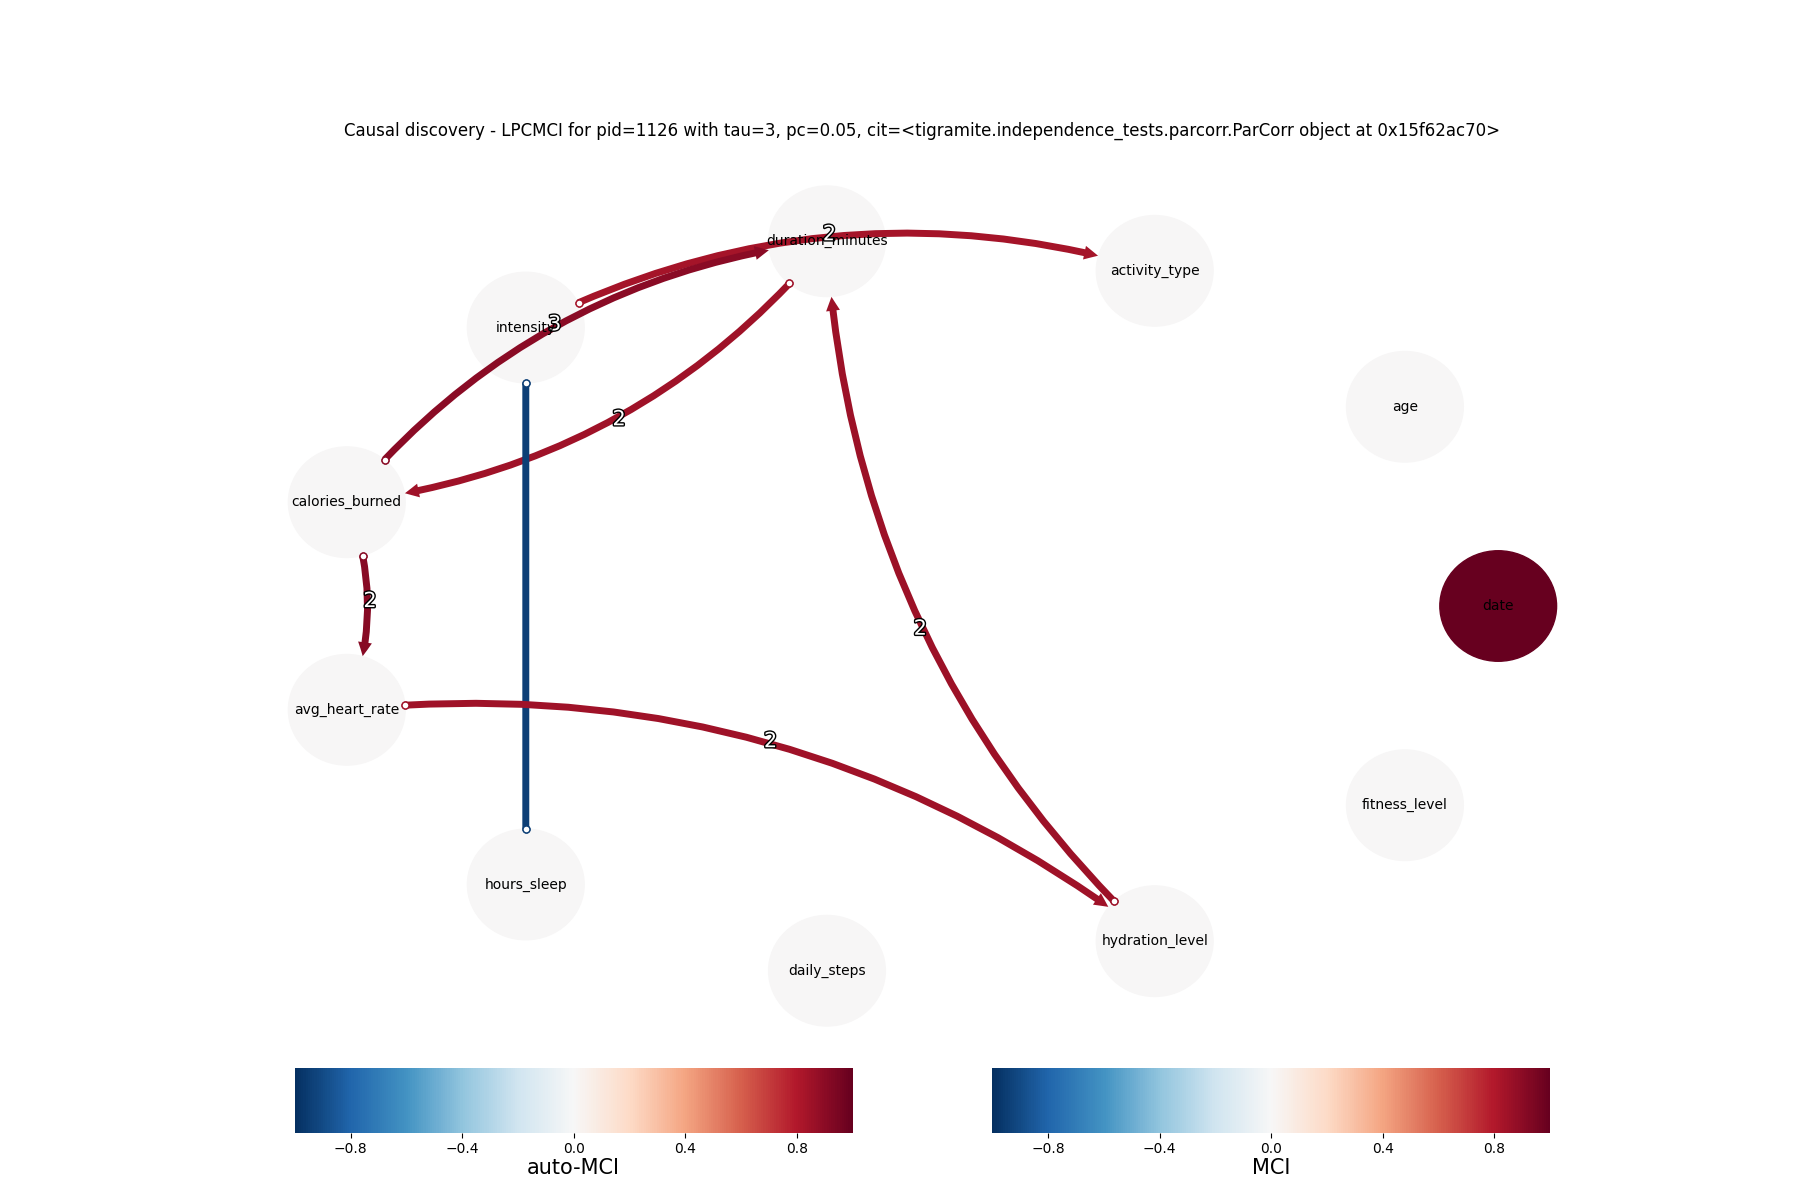 Causal discovery - LPCMCI for pid=1126 with tau=3, pc=0.05, cit=<tigramite.independence_tests.parcorr.ParCorr object at 0x15f62ac70>
2
duration_minutes
activity_type
intensity
3
age
2
calories_burned
2
date
2
avg_heart_rate
2
fitness_level
hours_sleep
hydration_level
daily_steps
−0.8 −0.4 0.0 0.4 0.8
auto-MCI
−0.8 −0.4 0.0 0.4 0.8
MCI